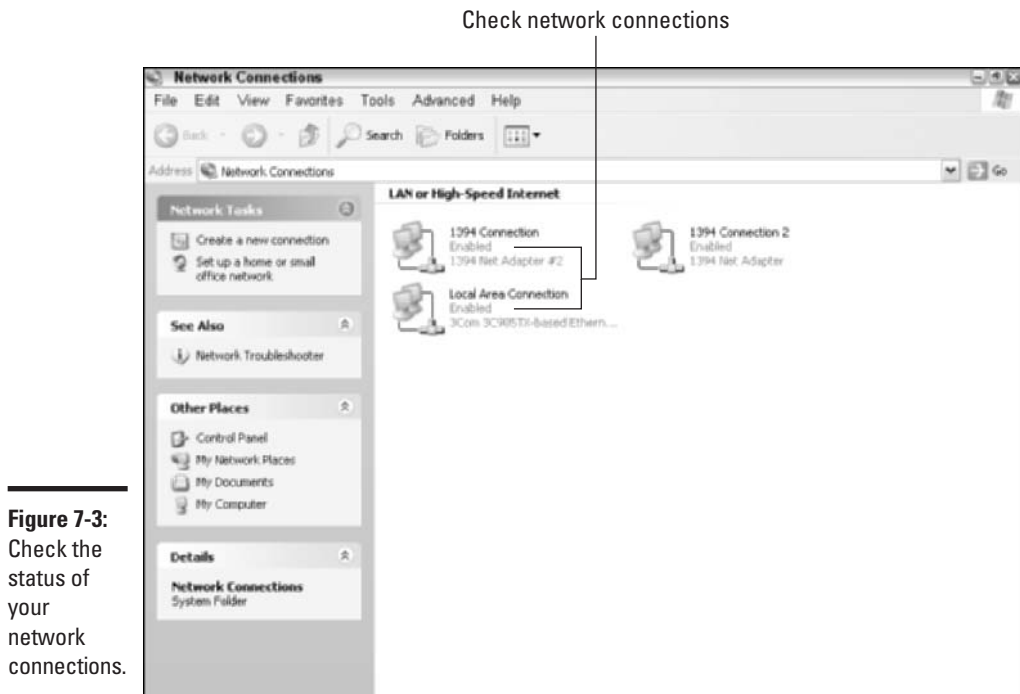 Check network connections
Network Connections
File Edit View Favorites Tools Advanced Help
Back Search Folders
Address Network Connections Go
Network Tasks
Create a new connection
Set up a home or small
office network
See Also
Network Troubleshooter
Other Places
Control Panel
My Network Places
My Documents
My Computer
Details
Network Connections
System Folder
LAN or High-Speed Internet
1394 Connection
Enabled
1394 Net Adapter #2
1394 Connection 2
Enabled
1394 Net Adapter
Local Area Connection
Enabled
3Com 3C905TX-based Ethern...
Figure 7-3:
Check the
status of
your
network
connections.